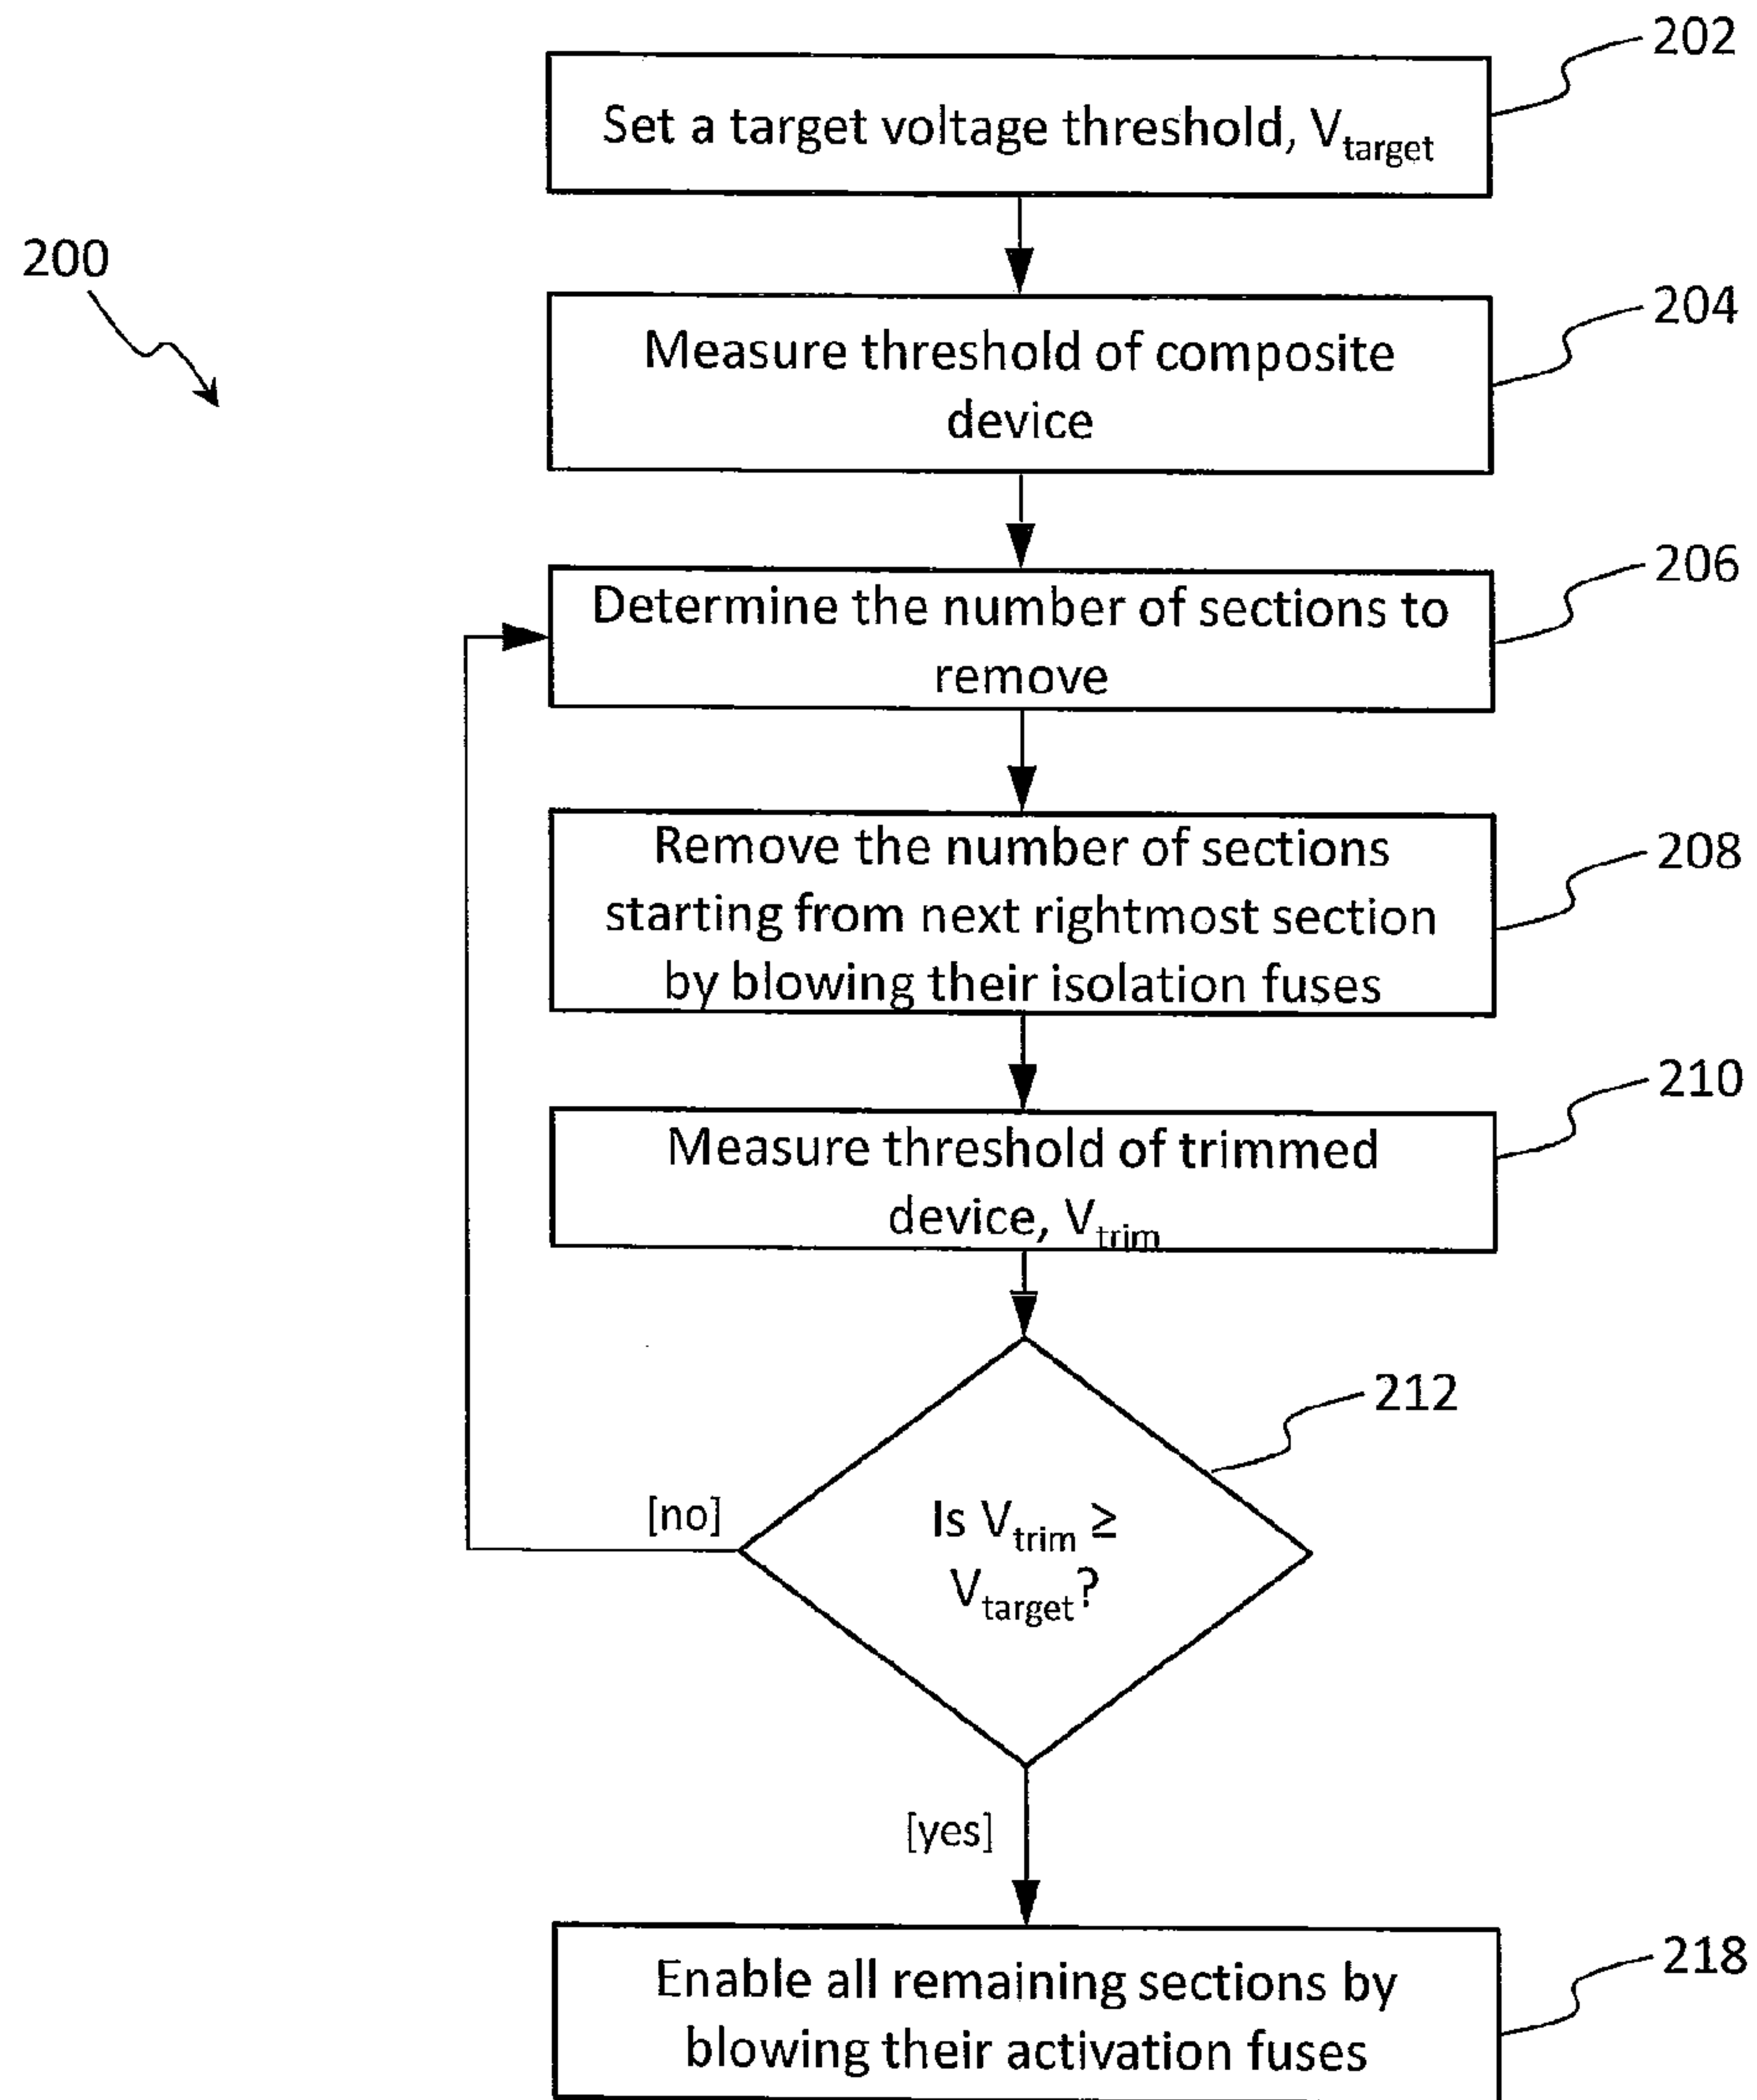 202
Set a target voltage threshold, Vtarget
200
204
Measure threshold of composite
device
206
Determine the number of sections to
remove
208
Remove the number of sections
starting from next rightmost section
by blowing their isolation fuses
210
Measure threshold of trimmed
device, Vtrim
212
[no]
Is Vtrim ≥
Vtarget?
[yes]
218
Enable all remaining sections by
blowing their activation fuses